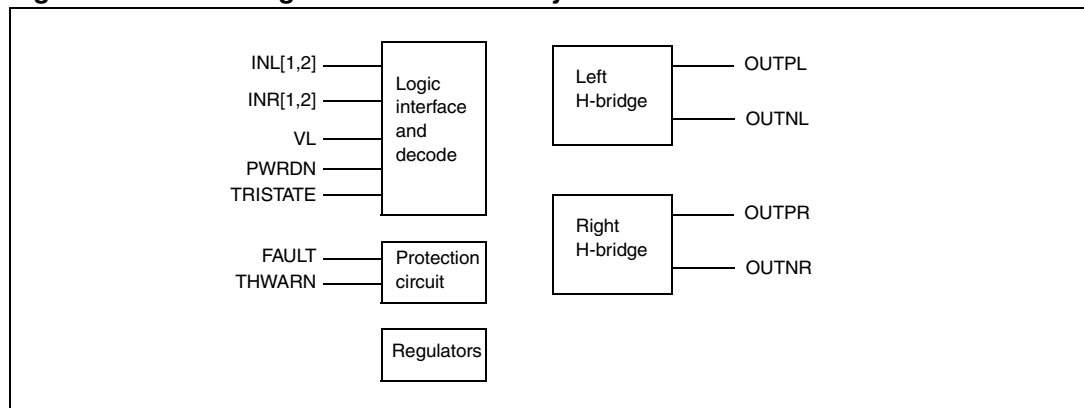 INL[1,2]
INR[1,2]
VL
PWRDN
TRISTATE
Logic
interface
and
decode
FAULT
THWARN
Protection
circuit
Regulators
Left
H-bridge
OUTPL
OUTNL
Right
H-bridge
OUTPR
OUTNR